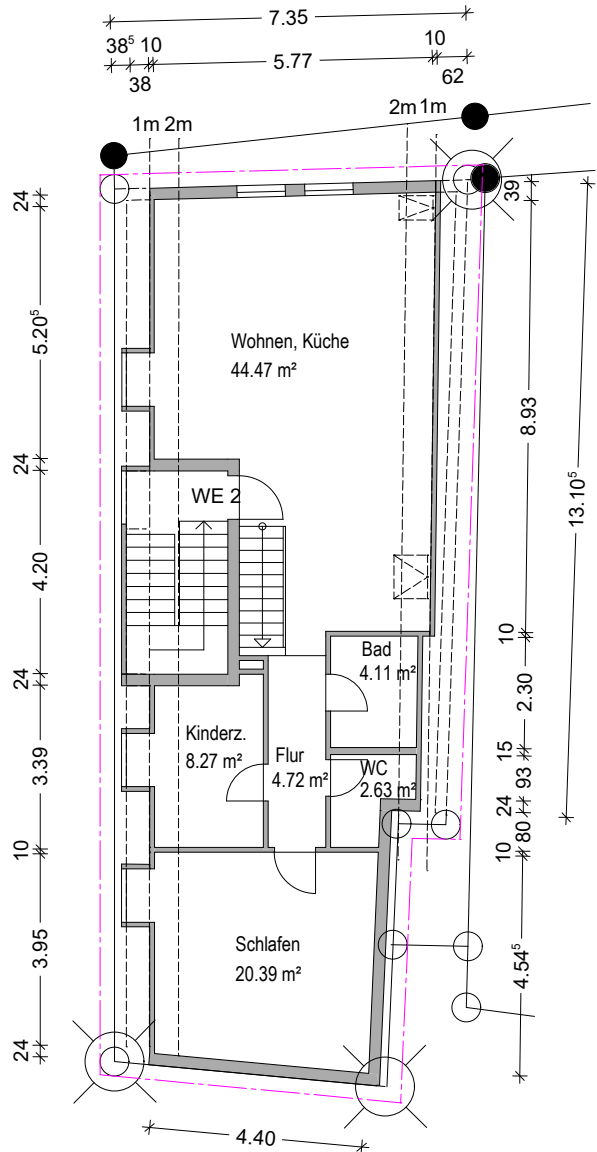 7.35
38⁵ 10
10
5.77
38
62
2m 1m
1m 2m
24
39
5.20⁵
Wohnen, Küche
44.47 m²
8.93
13.10⁵
24
WE 2
4.20
10
Bad
4.11 m²
24
2.30
Kinderz.
8.27 m²
Flur
4.72 m²
15
WC
2.63 m²
93
3.39
24
80
10
10
Schlafen
20.39 m²
3.95
4.54⁵
24
4.40